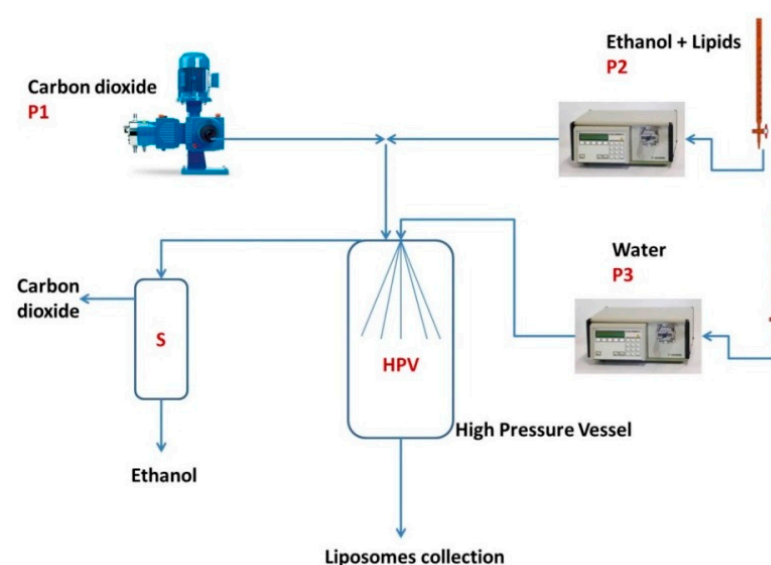 Ethanol + Lipids
P2
Carbon dioxide
P1
Water
P3
Carbon
dioxide
S
HPV
High Pressure Vessel
Ethanol
Liposomes collection